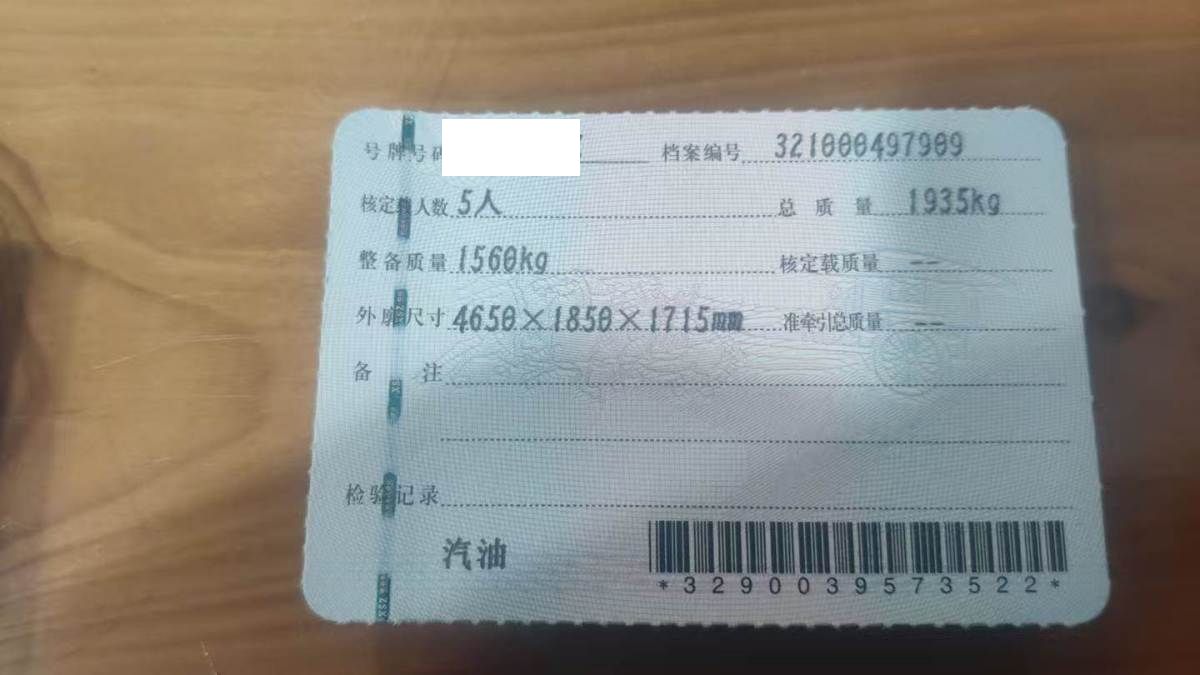 号牌号码 档案编号 321000497909
核定载人数 5人 总质量 1935kg
整备质量 1560kg 核定载质量 --
外廓尺寸 4650×1850×1715mm 准牵引总质量 --
备注
检验记录
汽油
*3290039573522*